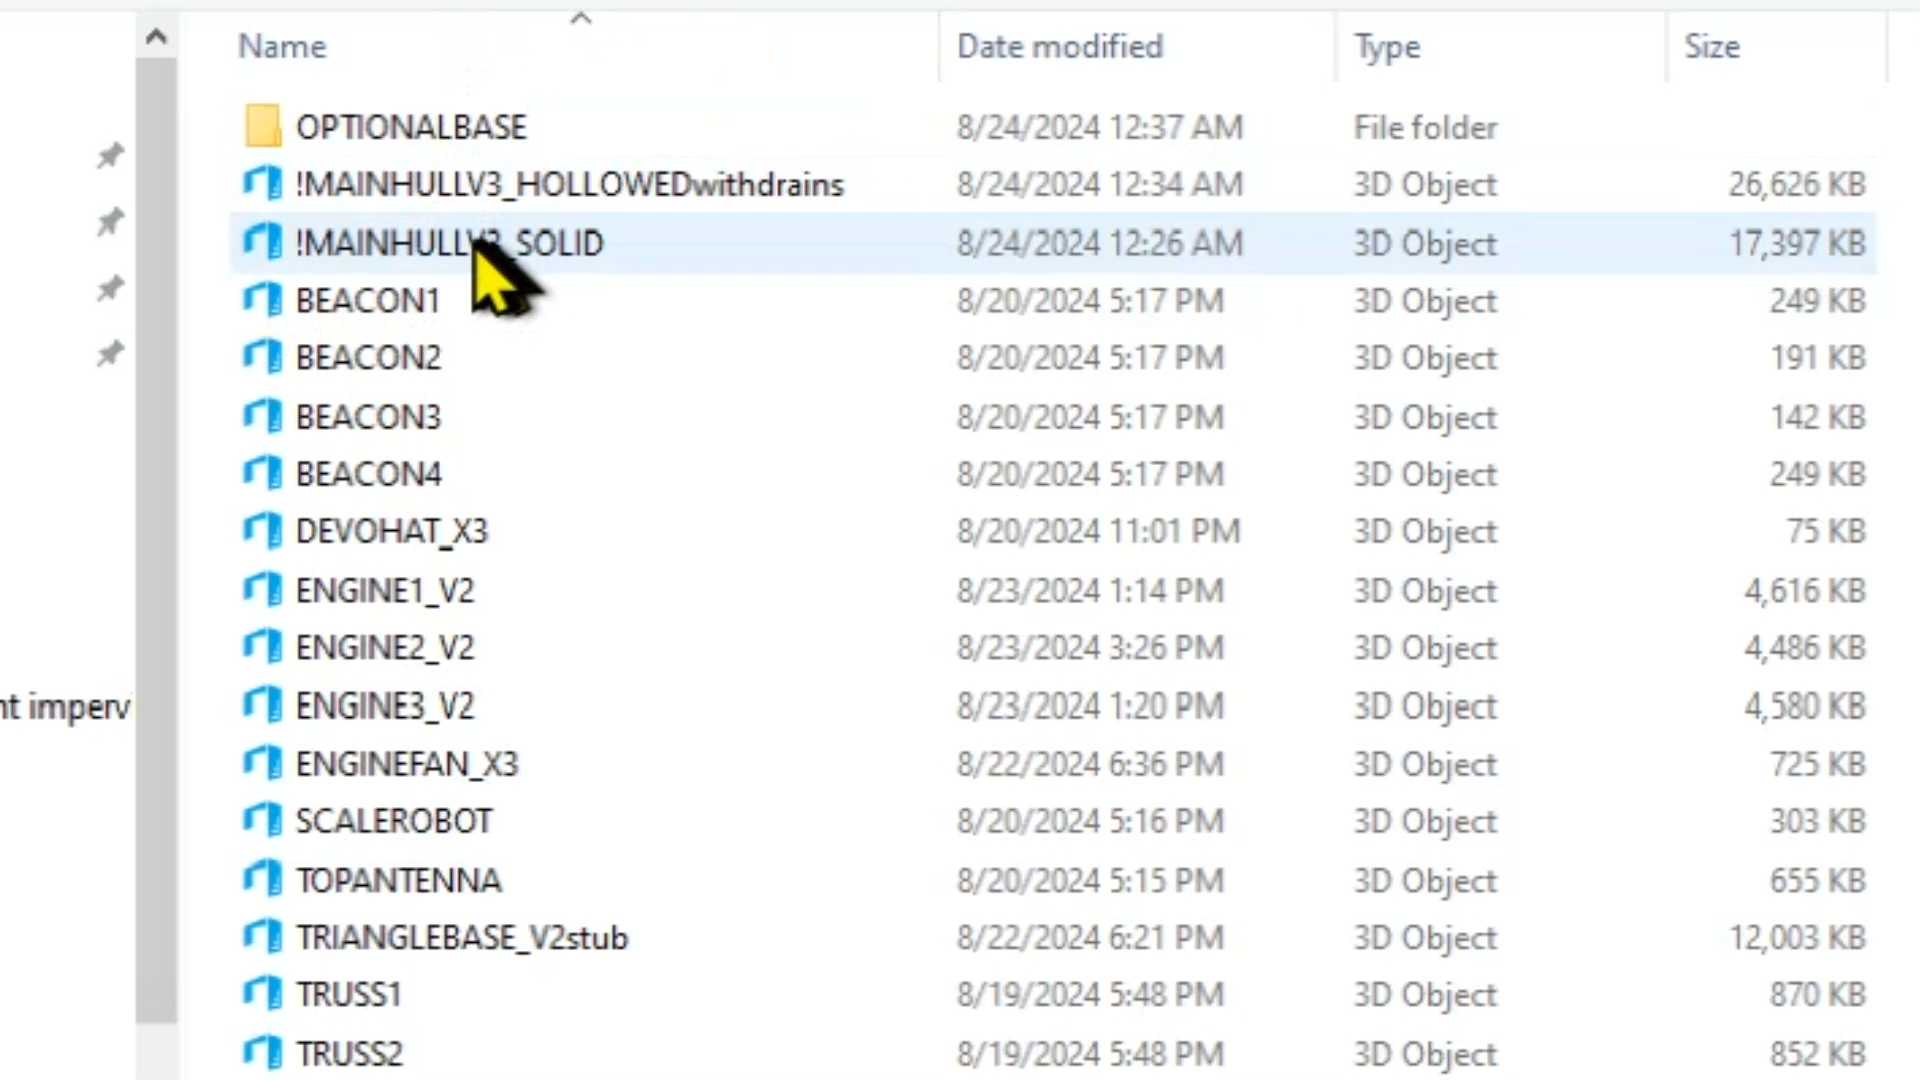 Name Date modified Type Size
OPTIONALBASE 8/24/2024 12:37 AM File folder
!MAINHULLV3_HOLLOWEDwithdrains 8/24/2024 12:34 AM 3D Object 26,626 KB
!MAINHULLV3_SOLID 8/24/2024 12:26 AM 3D Object 17,397 KB
BEACON1 8/20/2024 5:17 PM 3D Object 249 KB
BEACON2 8/20/2024 5:17 PM 3D Object 191 KB
BEACON3 8/20/2024 5:17 PM 3D Object 142 KB
BEACON4 8/20/2024 5:17 PM 3D Object 249 KB
DEVOHAT_X3 8/20/2024 11:01 PM 3D Object 75 KB
ENGINE1_V2 8/23/2024 1:14 PM 3D Object 4,616 KB
ENGINE2_V2 8/23/2024 3:26 PM 3D Object 4,486 KB
nt imperv ENGINE3_V2 8/23/2024 1:20 PM 3D Object 4,580 KB
ENGINEFAN_X3 8/22/2024 6:36 PM 3D Object 725 KB
SCALEROBOT 8/20/2024 5:16 PM 3D Object 303 KB
TOPANTENNA 8/20/2024 5:15 PM 3D Object 655 KB
TRIANGLEBASE_V2stub 8/22/2024 6:21 PM 3D Object 12,003 KB
TRUSS1 8/19/2024 5:48 PM 3D Object 870 KB
TRUSS2 8/19/2024 5:48 PM 3D Object 852 KB